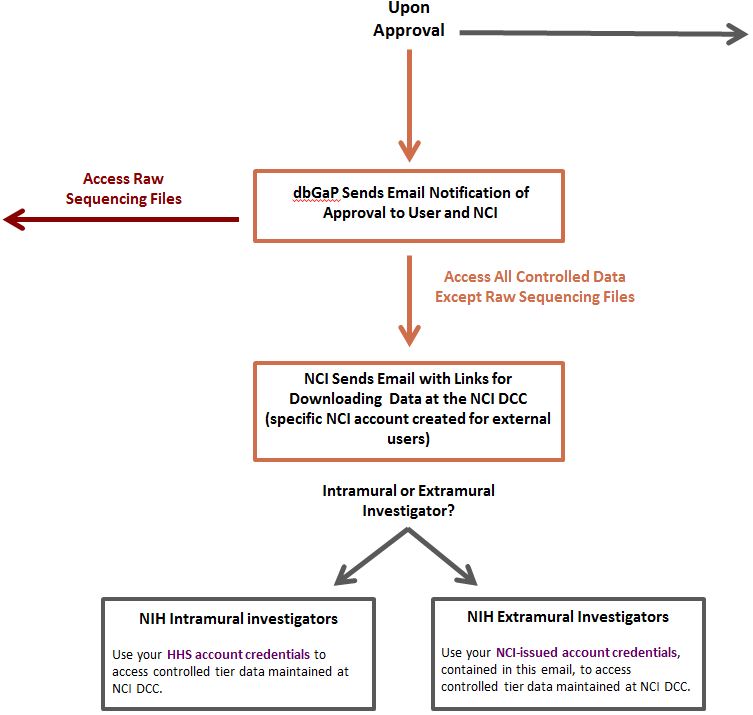 Upon
Approval
Access Raw
Sequencing Files
dbGaP Sends Email Notification of
Approval to User and NCI
Access All Controlled Data
Except Raw Sequencing Files
NCI Sends Email with Links for
Downloading Data at the NCI DCC
(specific NCI account created for external
users)
Intramural or Extramural
Investigator?
NIH Intramural investigators
Use your HHS account credentials to
access controlled tier data maintained at
NCI DCC.
NIH Extramural Investigators
Use your NCI-issued account credentials,
contained in this email, to access
controlled tier data maintained at NCI DCC.